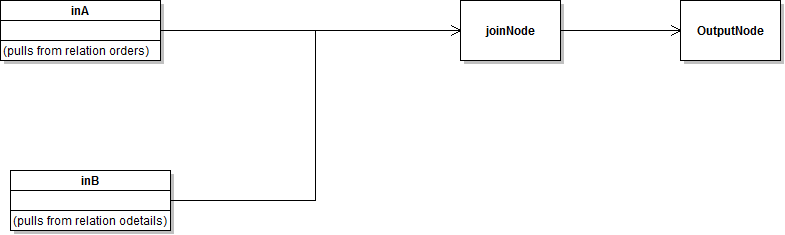 inA
(pulls from relation orders)
joinNode
OutputNode
inB
(pulls from relation odetails)